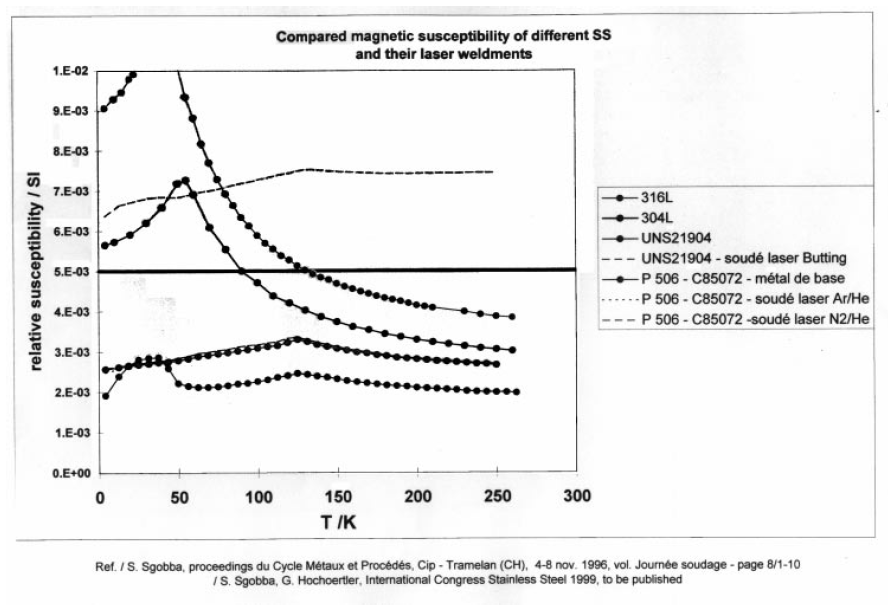 Compared magnetic susceptibility of different SS
and their laser weldments
relative susceptibility / SI
1.E-02
9.E-03
8.E-03
7.E-03
6.E-03
5.E-03
4.E-03
3.E-03
2.E-03
1.E-03
0.E+00
0 50 100 150 200 250 300
T /K
316L
304L
UNS21904
UNS21904 - soudé laser Butting
P 506 - C85072 - métal de base
P 506 - C85072 - soudé laser Ar/He
P 506 - C85072 -soudé laser N2/He
Ref. / S. Sgobba, proceedings du Cycle Métaux et Procédés, Cip - Tramelan (CH), 4-8 nov. 1996, vol. Journée soudage - page 8/1-10
/ S. Sgobba, G. Hochoertler, International Congress Stainless Steel 1999, to be published